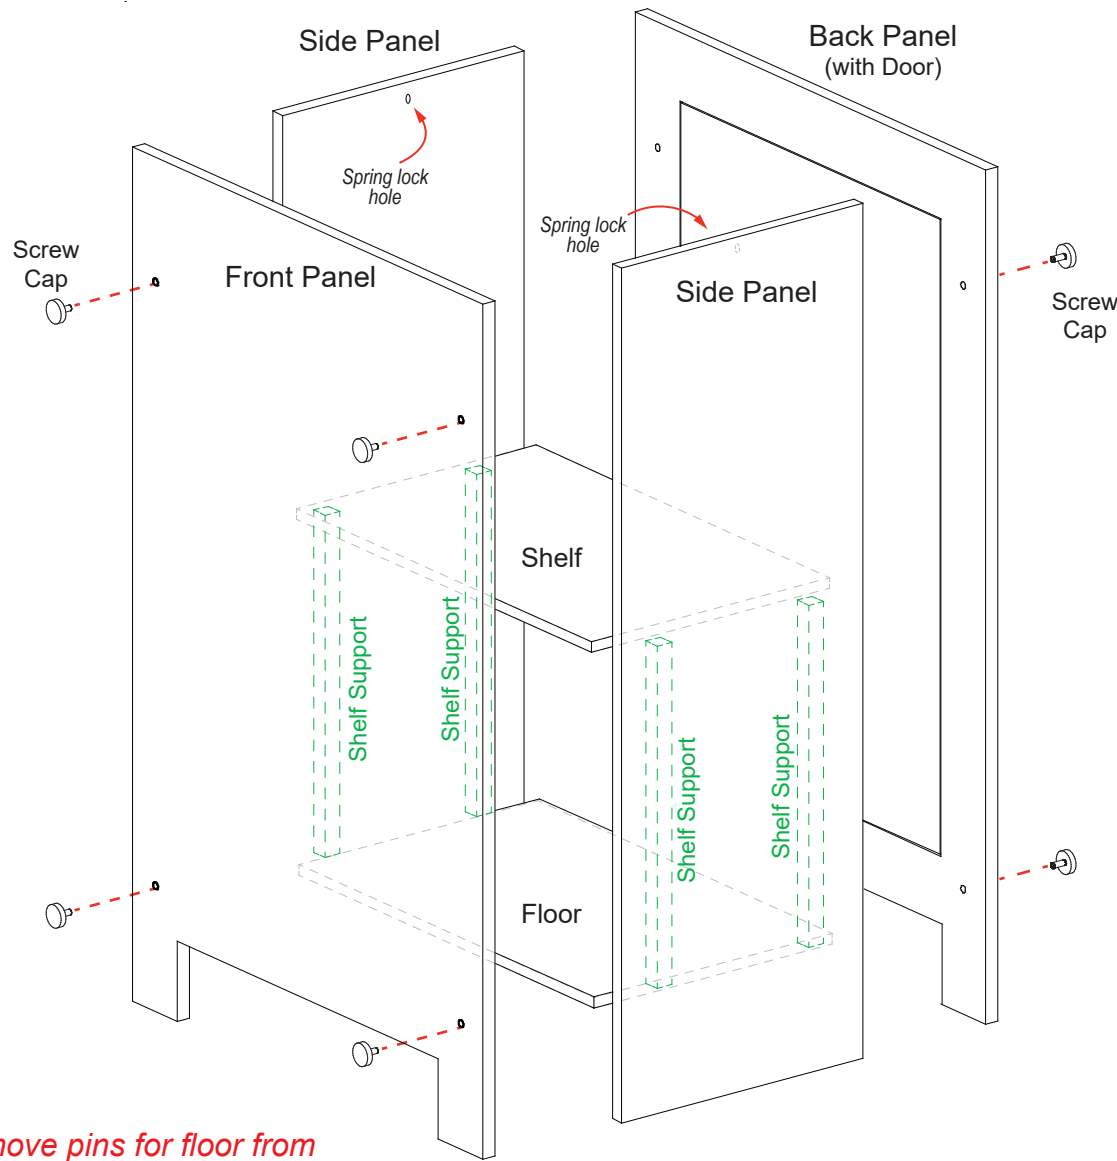 Side Panel
Back Panel
(with Door)
Spring lock
hole
Spring lock
hole
Screw
Cap
Front Panel
Side Panel
Screw
Cap
Shelf
Shelf Support
Shelf Support
Shelf Support
Shelf Support
Floor
pins for floor from